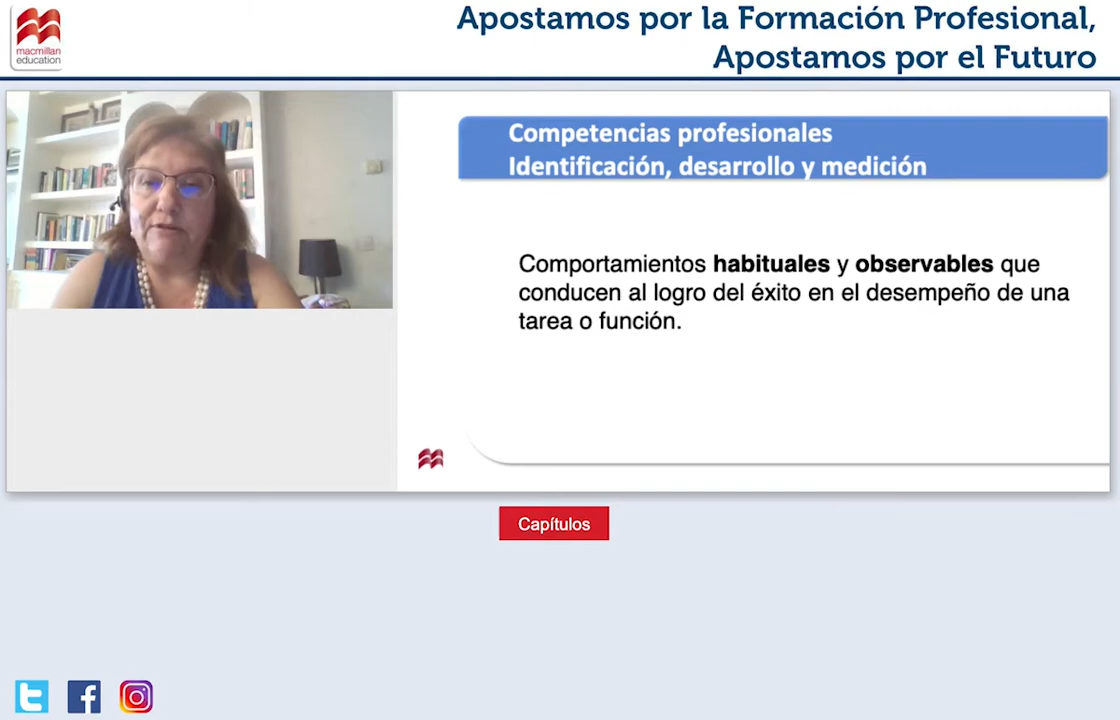 macmillan
education
Apostamos por la Formación Profesional,
Apostamos por el Futuro
Competencias profesionales
Identificación, desarrollo y medición
Comportamientos habituales y observables que
conducen al logro del éxito en el desempeño de una
tarea o función.
Capítulos